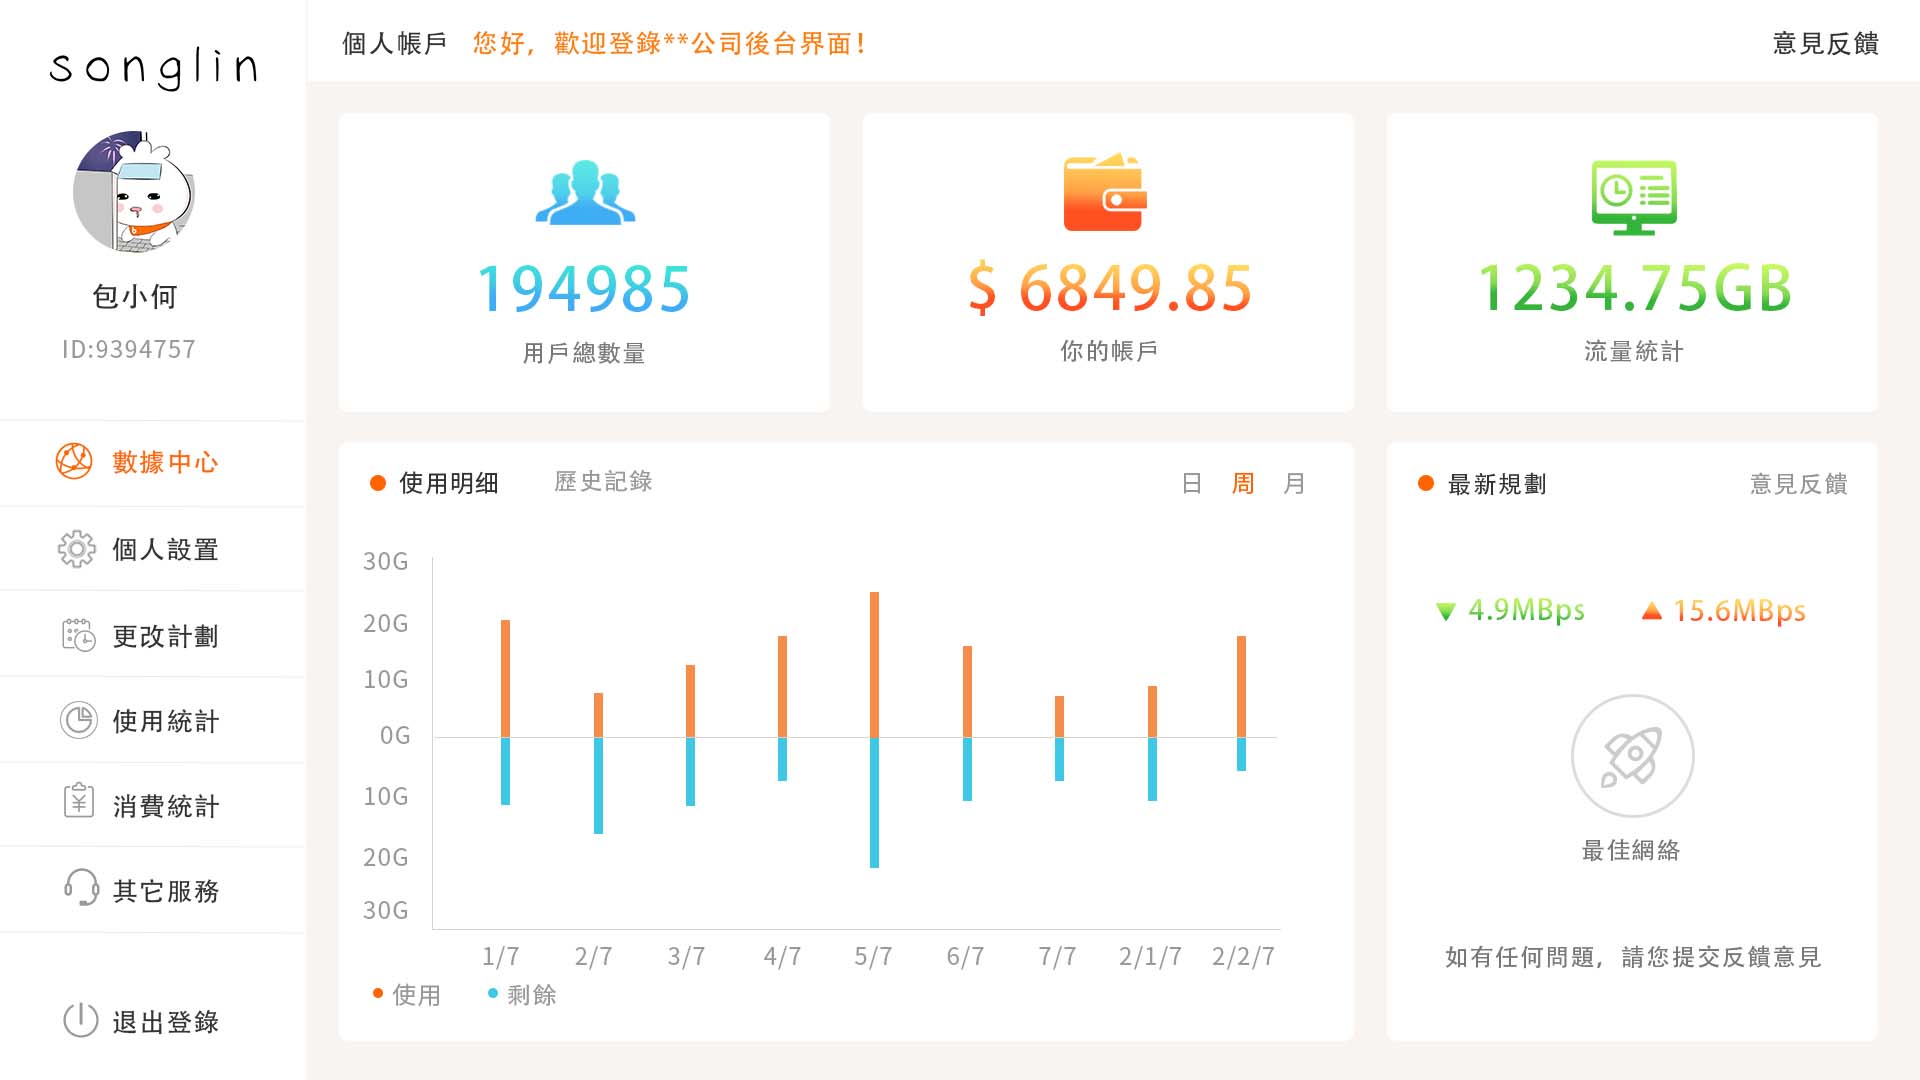 songlin
包小何
ID:9394757
數據中心
個人設置
更改計劃
使用統計
消費統計
其它服務
退出登錄
個人帳戶 您好，歡迎登錄**公司後台界面！
意見反饋
194985
用戶總數量
$ 6849.85
你的帳戶
1234.75GB
流量統計
使用明细 歷史記錄
日 周 月
30G
20G
10G
0G
10G
20G
30G
1/7 2/7 3/7 4/7 5/7 6/7 7/7 2/1/7 2/2/7
使用 剩餘
最新規劃 意見反饋
4.9MBps 15.6MBps
最佳網絡
如有任何問題，請您提交反饋意見